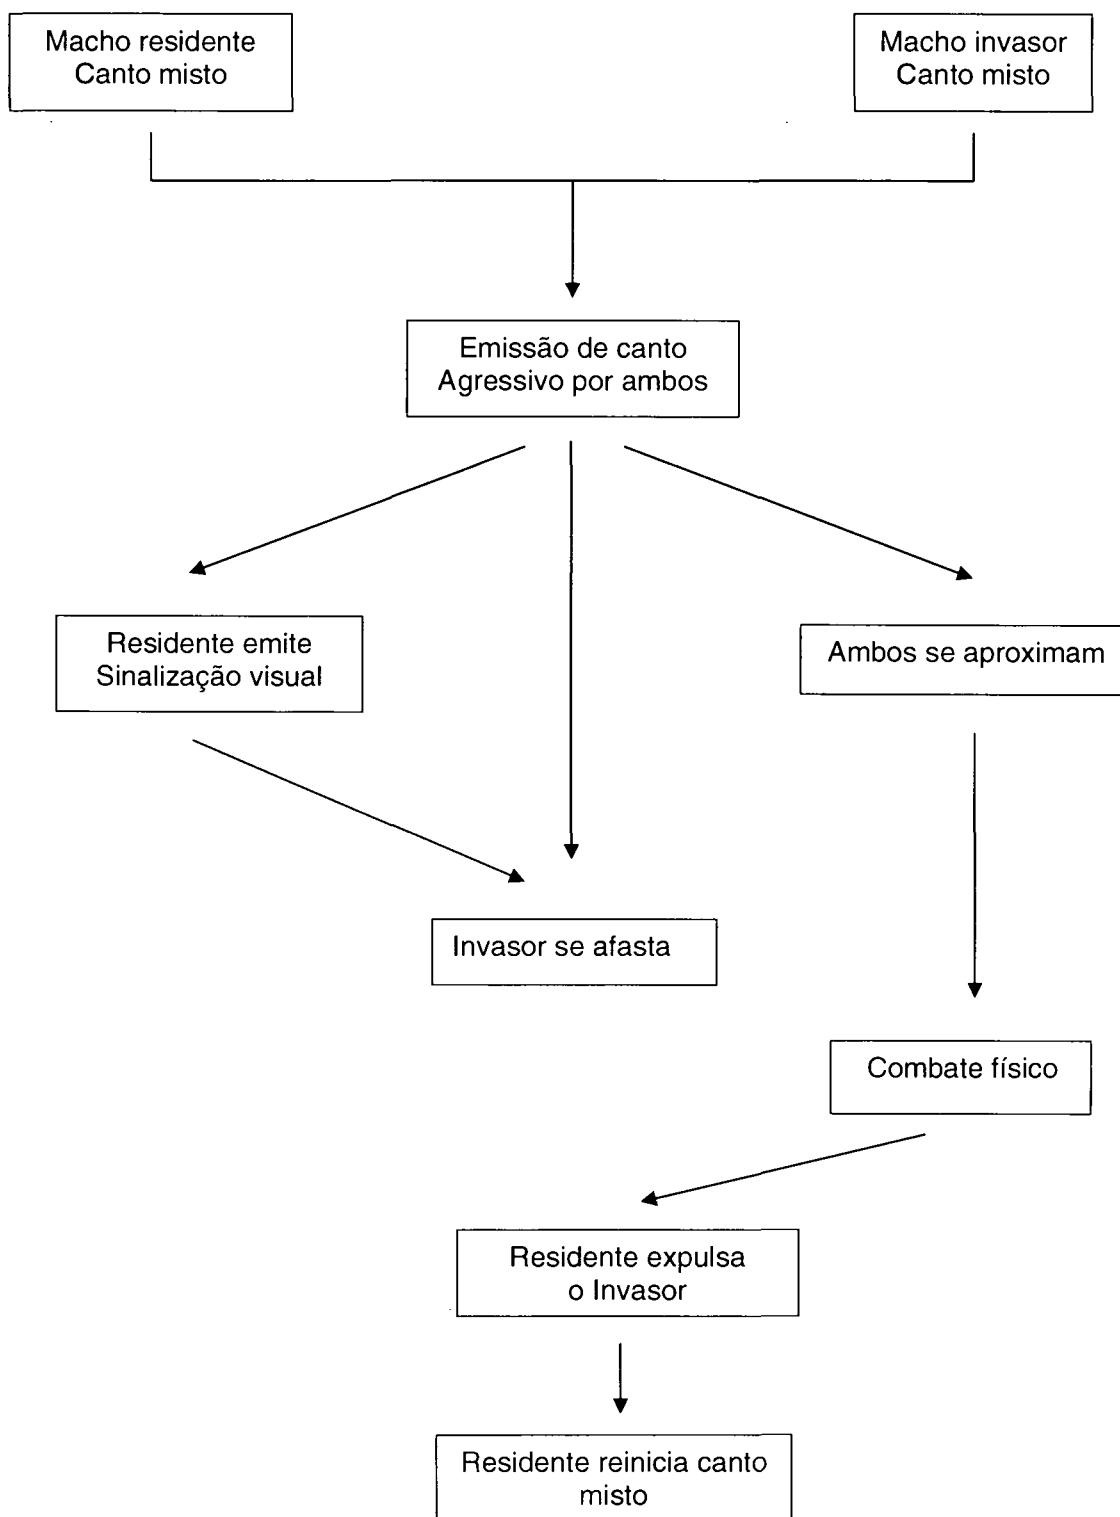 Macho residente
Canto misto
Macho invasor
Canto misto
Emissão de canto
Agressivo por ambos
Residente emite
Sinalização visual
Ambos se aproximam
Invasor se afasta
Combate físico
Residente expulsa
o Invasor
Residente reinicia canto
misto